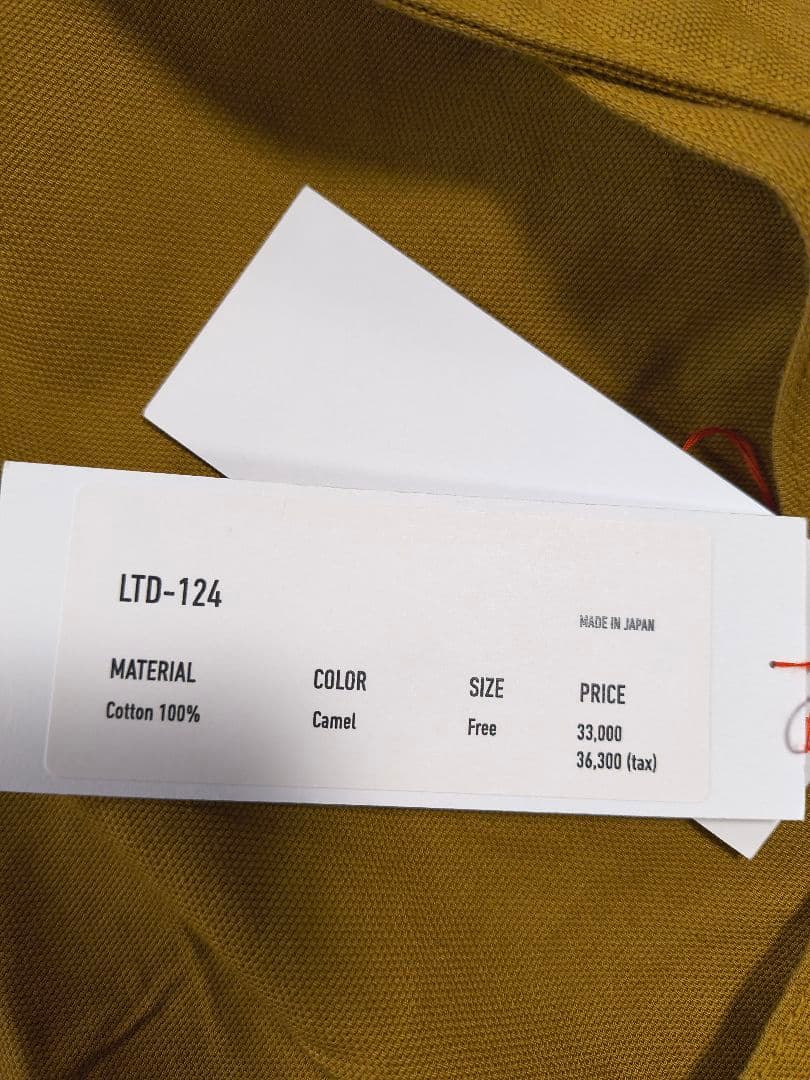 LTD-124
MADE IN JAPAN
MATERIAL COLOR SIZE PRICE
Cotton 100% Camel Free 33,000
36,300 (tax)